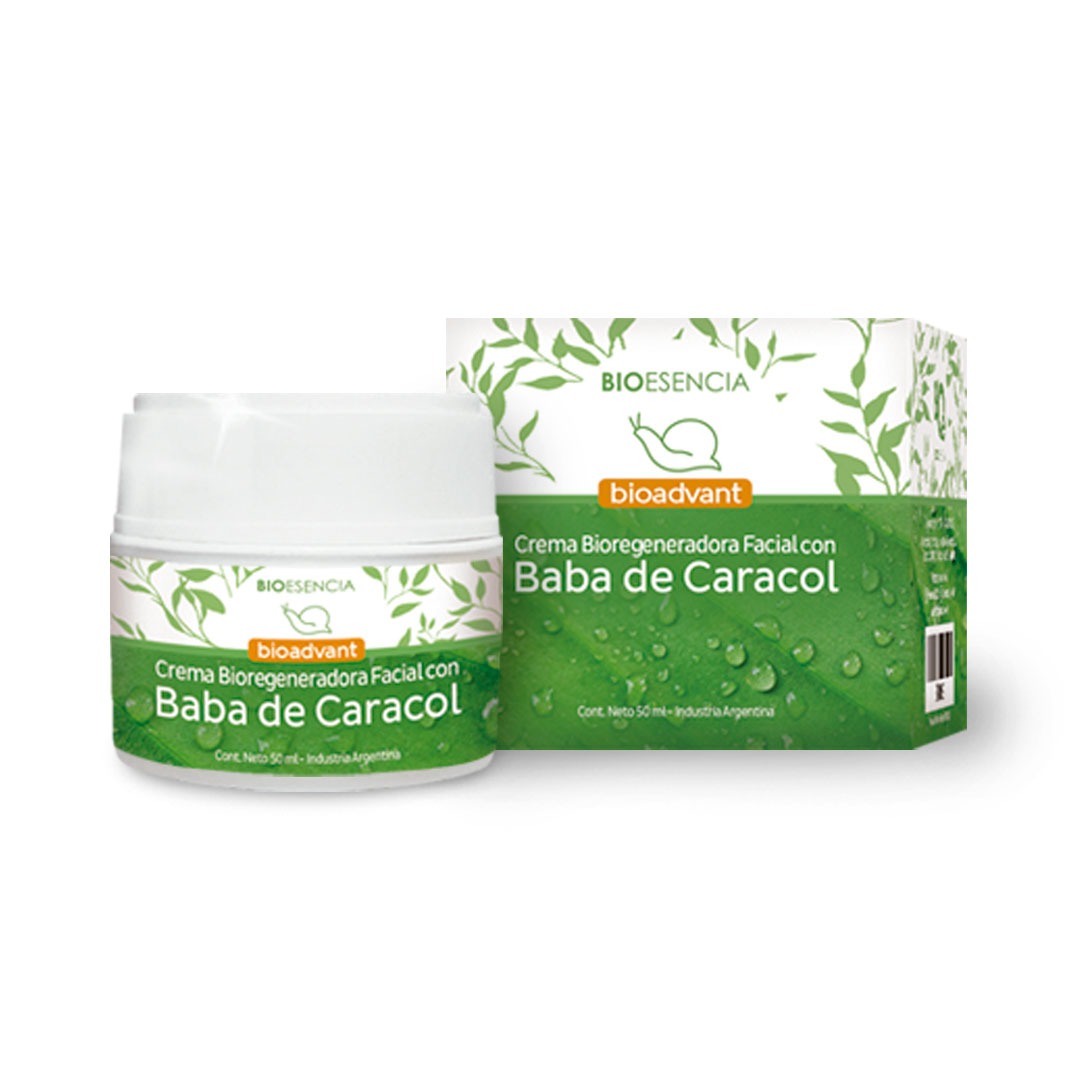 BIOESENCIA
bioadvant
Crema Bioregeneradora Facial con
Baba de Caracol
Cont. Neto 50 ml - Industria Argentina
BIOESENCIA
bioadvant
Crema Bioregeneradora Facial con
Baba de Caracol
Cont. Neto 50 ml - Industria Argentina